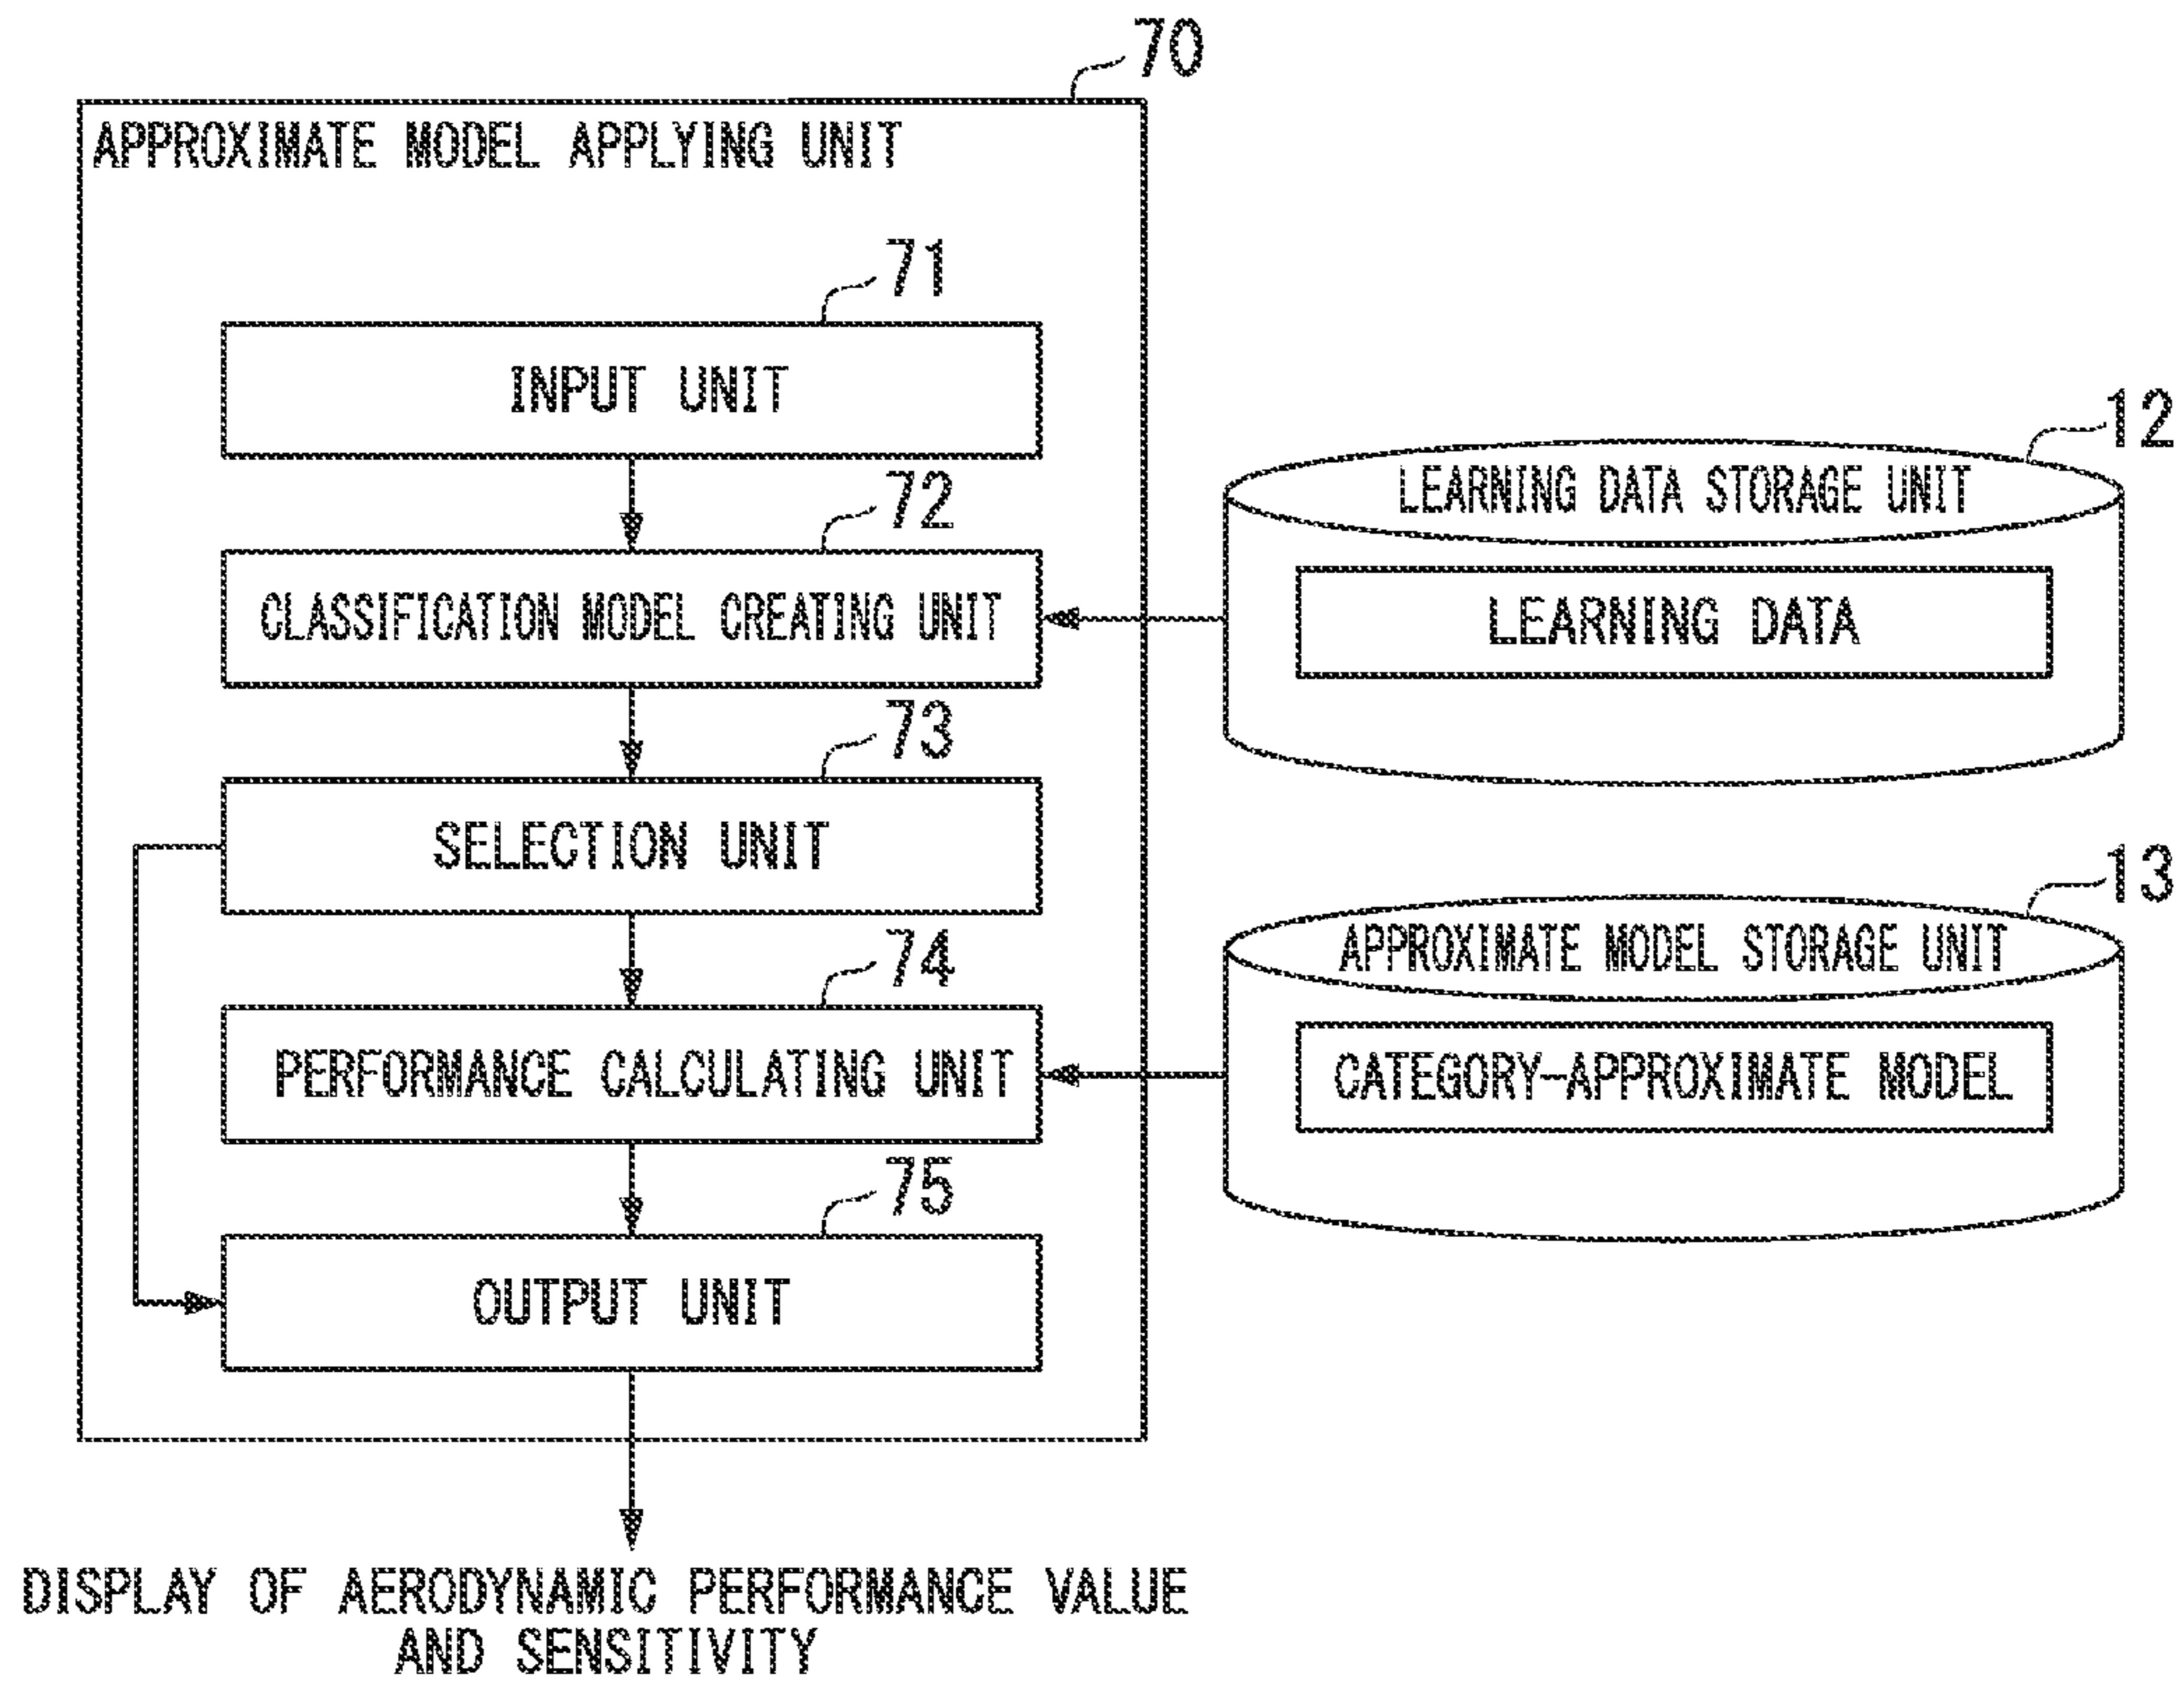 70
APPROXIMATE MODEL APPLYING UNIT
71
INPUT UNIT
72
CLASSIFICATION MODEL CREATING UNIT
73
SELECTION UNIT
74
PERFORMANCE CALCULATING UNIT
75
OUTPUT UNIT
12
LEARNING DATA STORAGE UNIT
LEARNING DATA
13
APPROXIMATE MODEL STORAGE UNIT
CATEGORY-APPROXIMATE MODEL
DISPLAY OF AERODYNAMIC PERFORMANCE VALUE
AND SENSITIVITY